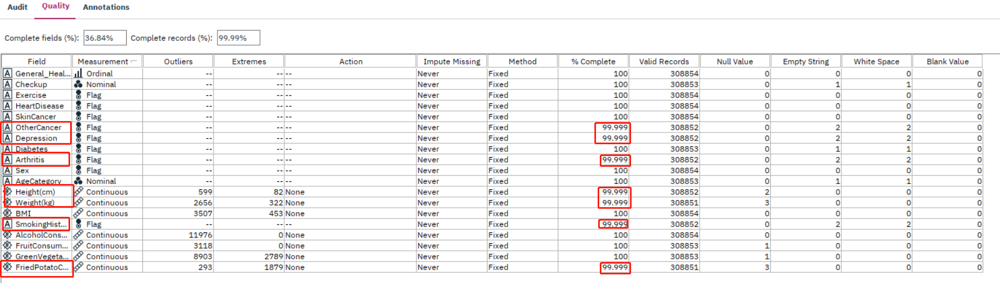 Audit Quality Annotations
Complete fields (%): 36.84% Complete records (%): 99.99%
Field Measurement Outliers Extremes Action Impute Missing Method % Complete Valid Records Null Value Empty String White Space Blank Value
A General_Heal... Ordinal -- -- -- Never Fixed 100 308854 0 0 0 0
A Checkup Nominal -- -- -- Never Fixed 100 308853 0 1 1 0
A Exercise Flag -- -- -- Never Fixed 100 308854 0 0 0 0
A HeartDisease Flag -- -- -- Never Fixed 100 308854 0 0 0 0
A SkinCancer Flag -- -- -- Never Fixed 100 308854 0 0 0 0
A OtherCancer Flag -- -- -- Never Fixed 99.999 308852 0 2 2 0
A Depression Flag -- -- -- Never Fixed 99.999 308852 0 2 2 0
A Diabetes Flag -- -- -- Never Fixed 100 308853 0 1 1 0
A Arthritis Flag -- -- -- Never Fixed 99.999 308852 0 2 2 0
A Sex Flag -- -- -- Never Fixed 100 308854 0 0 0 0
A AgeCategory Nominal -- -- -- Never Fixed 100 308853 0 1 1 0
Height(cm) Continuous 599 82 None Never Fixed 99.999 308852 2 0 0 0
Weight(kg) Continuous 2656 322 None Never Fixed 99.999 308851 3 0 0 0
BMI Continuous 3507 453 None Never Fixed 100 308854 0 0 0 0
A SmokingHist... Flag -- -- -- Never Fixed 99.999 308852 0 2 2 0
AlcoholCons... Continuous 11976 0 None Never Fixed 100 308854 0 0 0 0
FruitConsum... Continuous 3118 0 None Never Fixed 100 308853 1 0 0 0
GreenVegeta... Continuous 8903 2789 None Never Fixed 100 308853 1 0 0 0
FriedPotatoC... Continuous 293 1879 None Never Fixed 99.999 308851 3 0 0 0